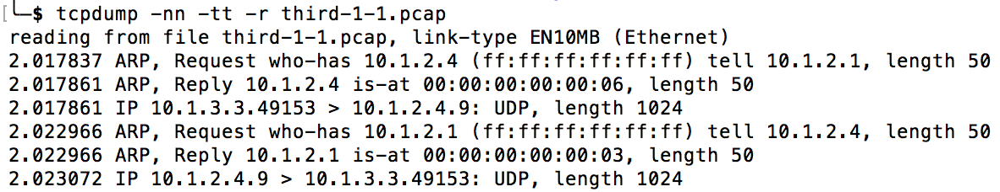 [╰─$ tcpdump -nn -tt -r third-1-1.pcap
reading from file third-1-1.pcap, link-type EN10MB (Ethernet)
2.017837 ARP, Request who-has 10.1.2.4 (ff:ff:ff:ff:ff:ff) tell 10.1.2.1, length 50
2.017861 ARP, Reply 10.1.2.4 is-at 00:00:00:00:00:06, length 50
2.017861 IP 10.1.3.3.49153 > 10.1.2.4.9: UDP, length 1024
2.022966 ARP, Request who-has 10.1.2.1 (ff:ff:ff:ff:ff:ff) tell 10.1.2.4, length 50
2.022966 ARP, Reply 10.1.2.1 is-at 00:00:00:00:00:03, length 50
2.023072 IP 10.1.2.4.9 > 10.1.3.3.49153: UDP, length 1024